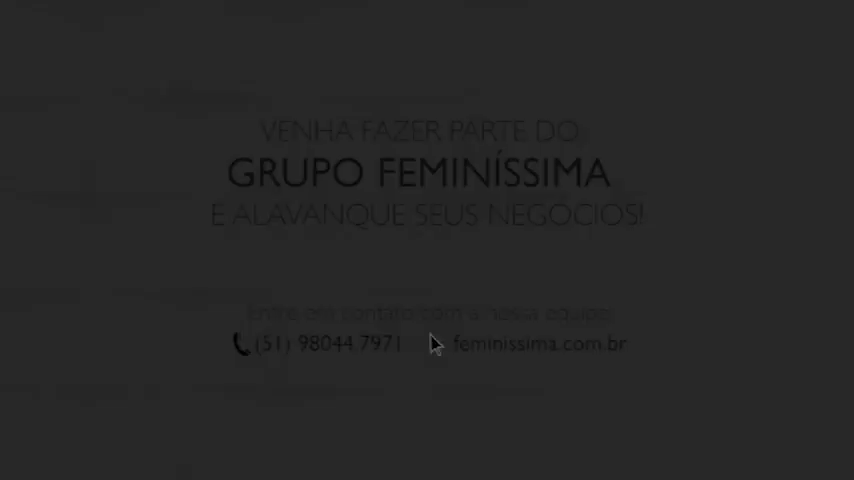 VENHA FAZER PARTE DO
GRUPO FEMINÍSSIMA
E ALAVANQUE SEUS NEGÓCIOS!
Entre em contato com a nossa equipe:
(51) 98044.7971 feminissima.com.br